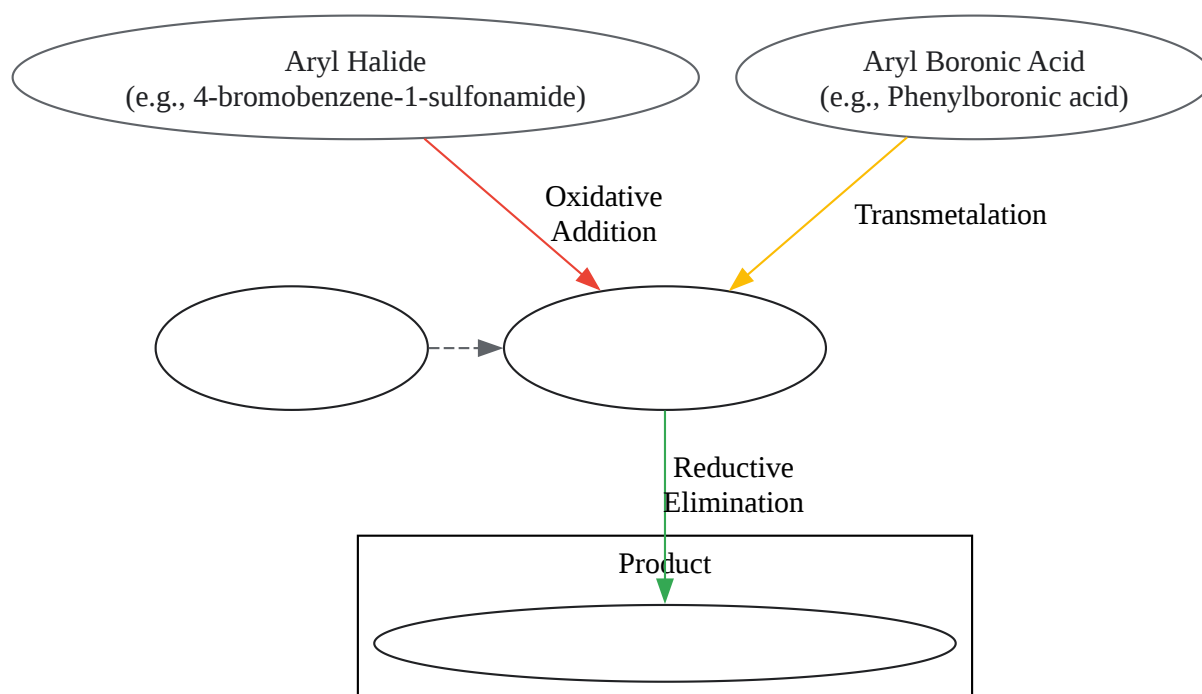 Aryl Halide
(e.g., 4-bromobenzene-1-sulfonamide)
Aryl Boronic Acid
(e.g., Phenylboronic acid)
Oxidative
Addition
Transmetalation
Reductive
Elimination
Product